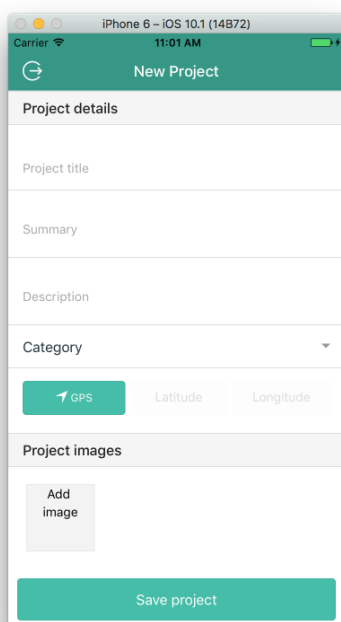 iPhone 6 – iOS 10.1 (14B72)
Carrier 11:01 AM
New Project
Project details
Project title
Summary
Description
Category
GPS Latitude Longitude
Project images
Add
image
Save project